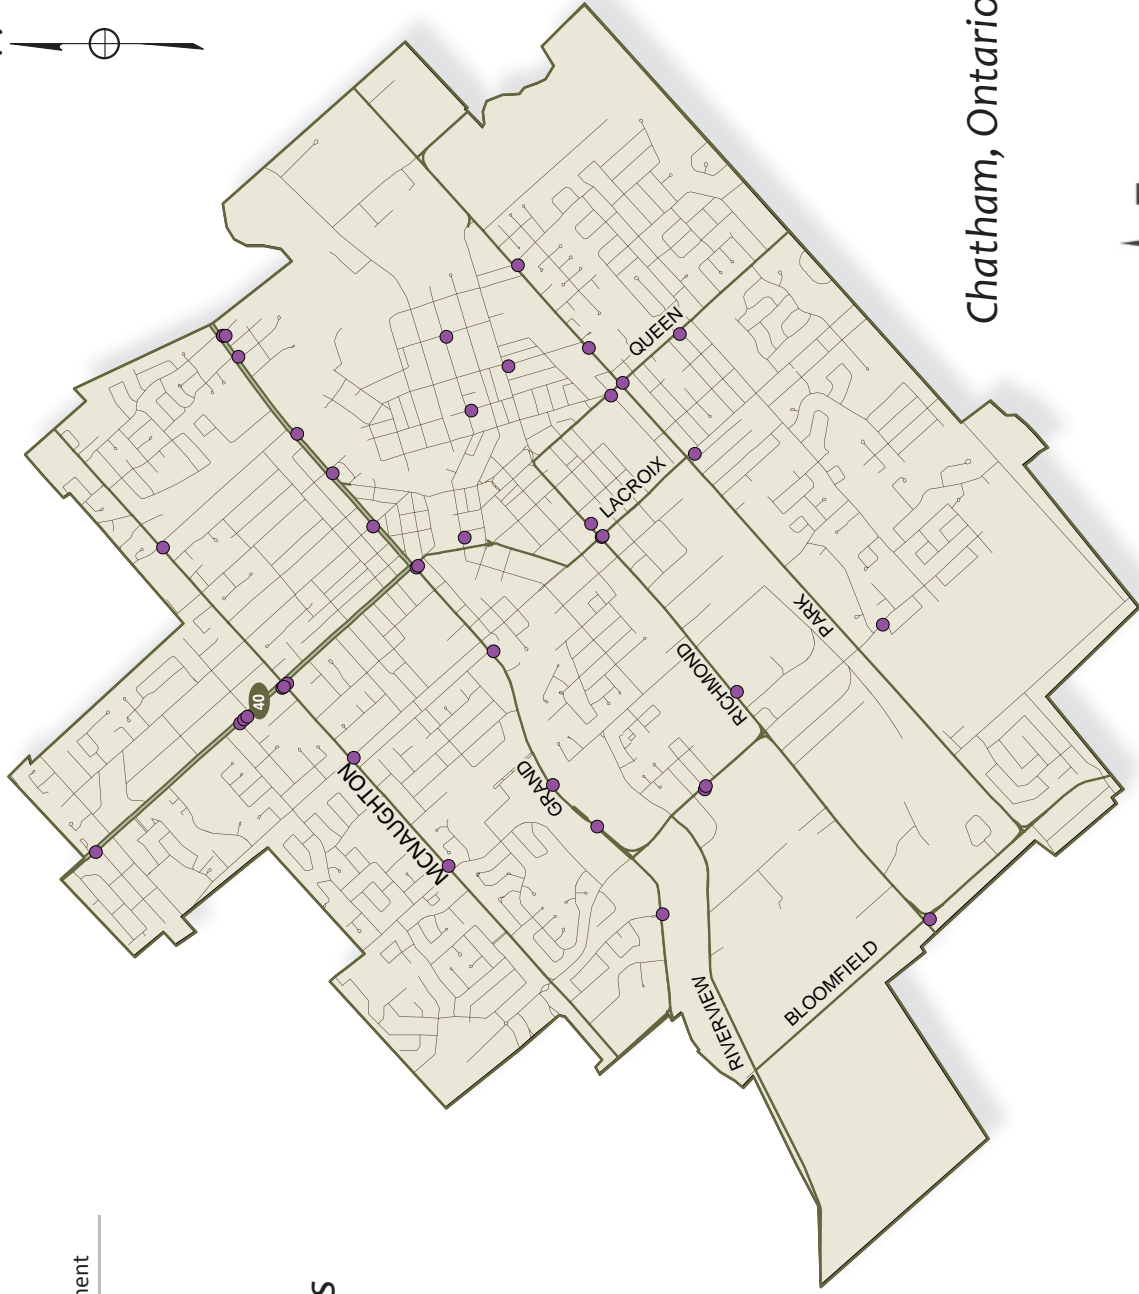 Chatham, Ontario
40
QUEEN
LACROIX
PARK
RICHMOND
GRAND
MCNAUGHTON
RIVERVIEW
BLOOMFIELD